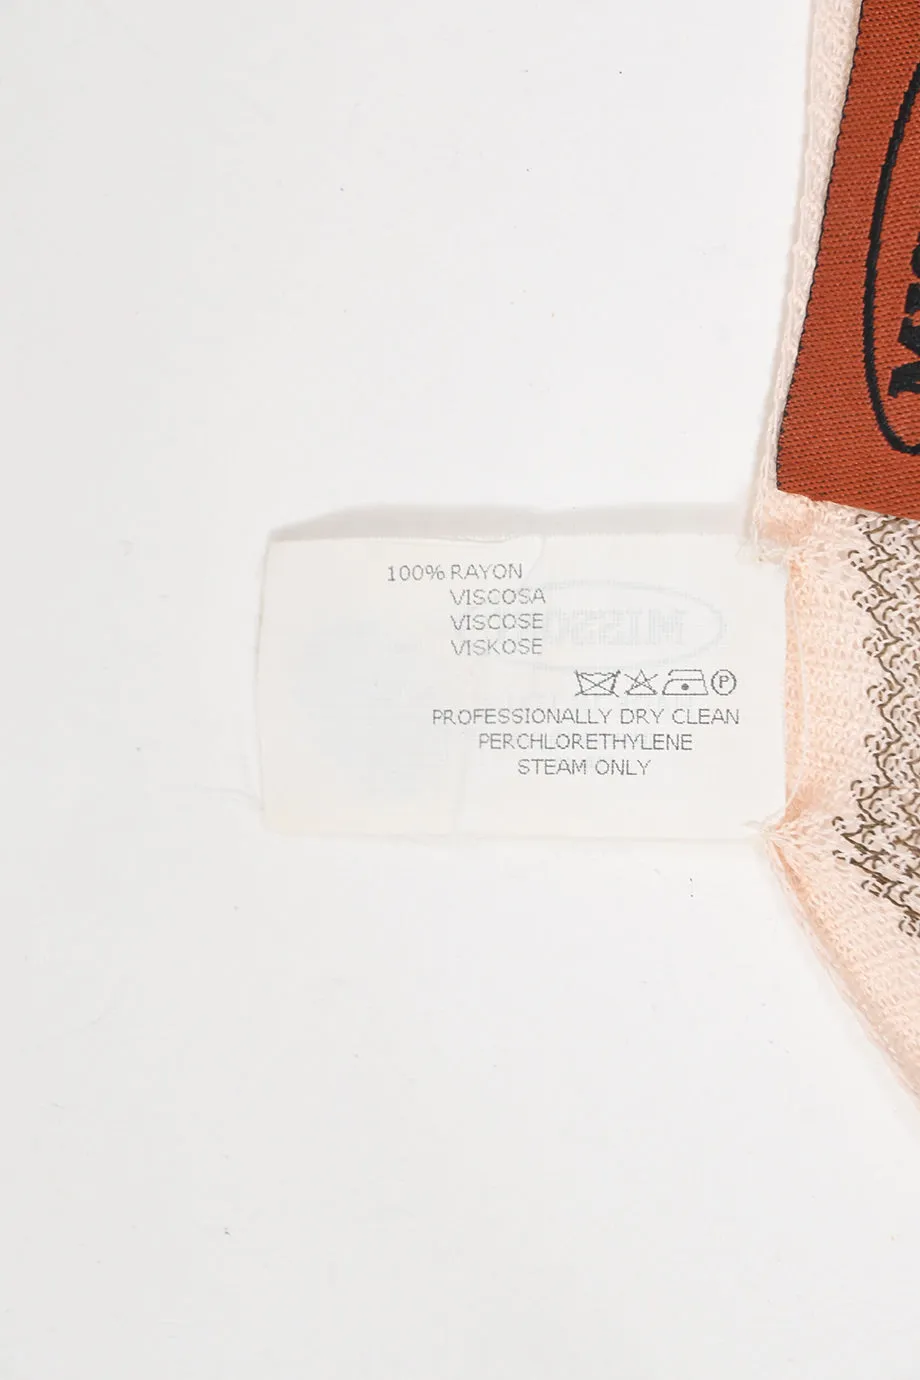 100% RAYON
VISCOSA
VISCOSE
VISKOSE
P
PROFESSIONALLY DRY CLEAN
PERCHLORETHYLENE
STEAM ONLY